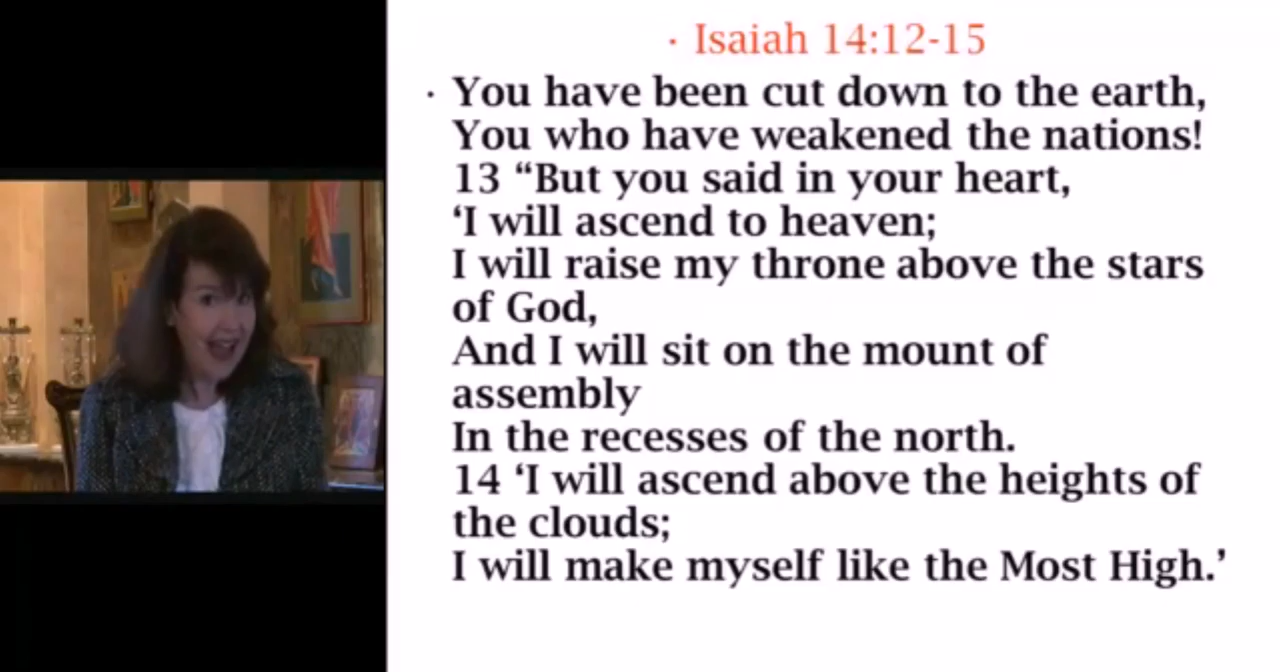 · Isaiah 14:12-15
· You have been cut down to the earth,
You who have weakened the nations!
13 “But you said in your heart,
‘I will ascend to heaven;
I will raise my throne above the stars
of God,
And I will sit on the mount of
assembly
In the recesses of the north.
14 ‘I will ascend above the heights of
the clouds;
I will make myself like the Most High.’